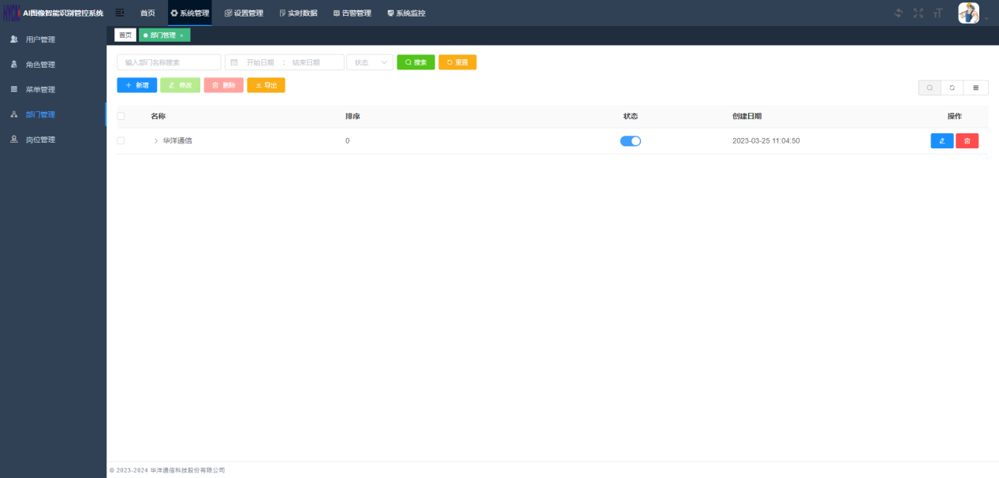 HYCK AI图像智能识别管控系统 首页 系统管理 设置管理 实时数据 告警管理 系统监控
首页 部门管理 ×
用户管理
角色管理
菜单管理
部门管理
岗位管理
输入部门名称搜索 开始日期 : 结束日期 状态 搜索 重置
新增 修改 删除 导出
名称 排序 状态 创建日期 操作
华洋通信 0 2023-03-25 11:04:50
© 2023-2024 华洋通信科技股份有限公司